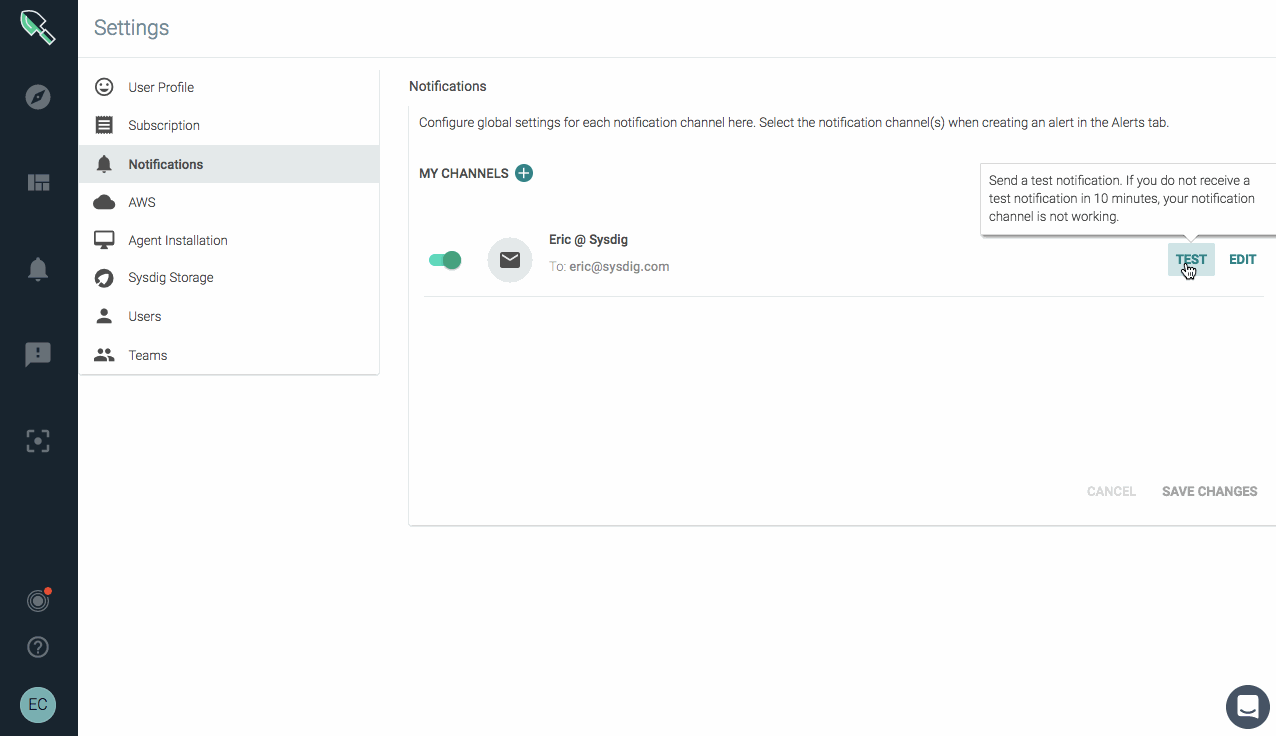 Settings
User Profile
Subscription
Notifications
AWS
Agent Installation
Sysdig Storage
Users
Teams
Notifications
Configure global settings for each notification channel here. Select the notification channel(s) when creating an alert in the Alerts tab.
MY CHANNELS
Send a test notification. If you do not receive a
test notification in 10 minutes, your notification
channel is not working.
Eric @ Sysdig
To: eric@sysdig.com
TEST EDIT
CANCEL SAVE CHANGES
EC